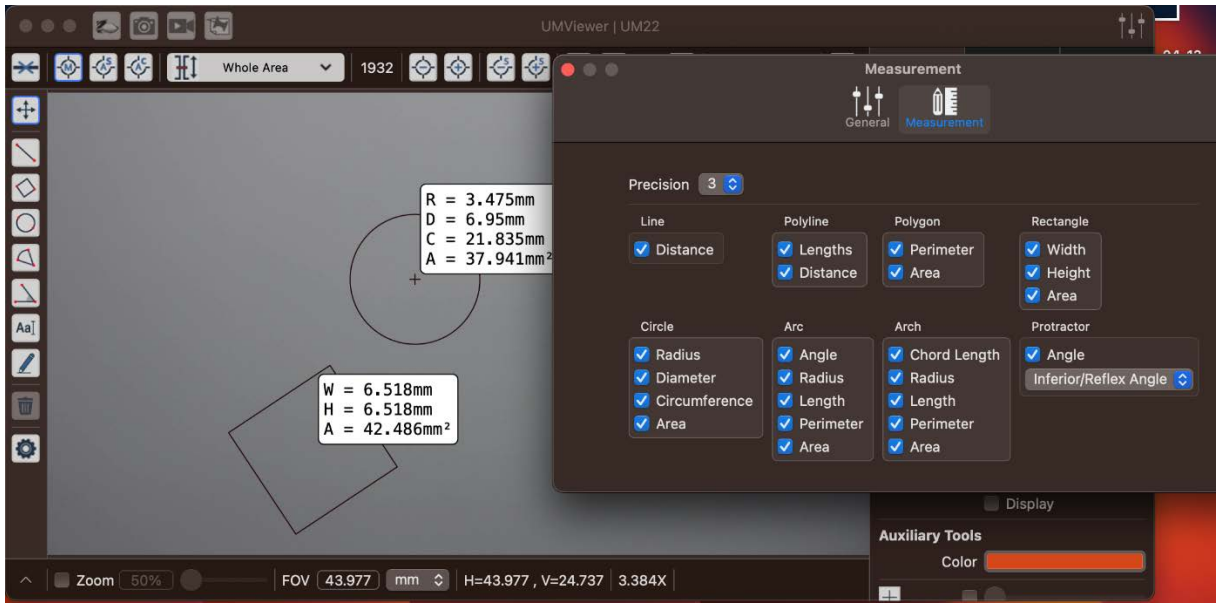 UMViewer | UM22
Whole Area
1932
Measurement
General
Measurement
Precision 3
Line
Distance
Polyline
Lengths
Distance
Polygon
Perimeter
Area
Rectangle
Width
Height
Area
Circle
Radius
Diameter
Circumference
Area
Arc
Angle
Radius
Length
Perimeter
Area
Arch
Chord Length
Radius
Length
Perimeter
Area
Protractor
Angle
Inferior/Reflex Angle
R = 3.475mm
D = 6.95mm
C = 21.835mm
A = 37.941mm²
W = 6.518mm
H = 6.518mm
A = 42.486mm²
Aa
Display
Auxiliary Tools
Color
Zoom 50% FOV 43.977 mm H=43.977 , V=24.737 3.384X